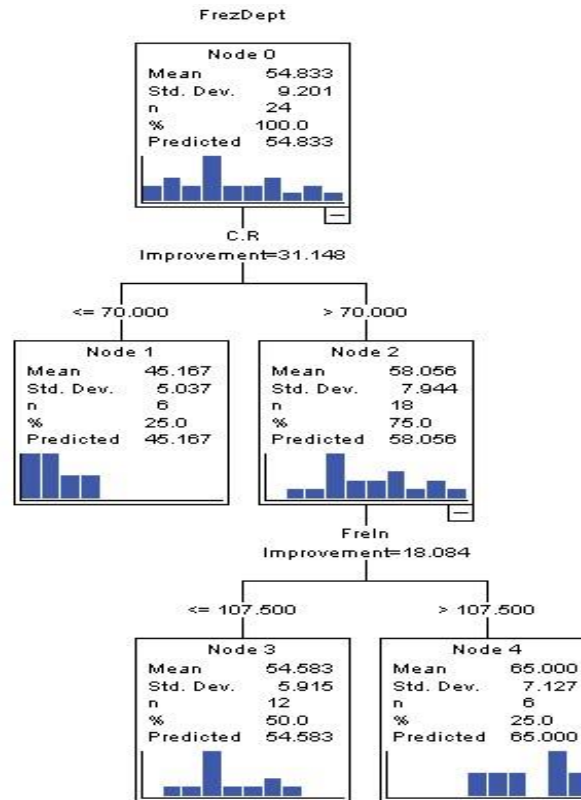 FrezDept
Node 0
Mean 54.833
Std. Dev. 9.201
n 24
% 100.0
Predicted 54.833
C.R
Improvement=31.148
<= 70.000
> 70.000
Node 1
Mean 45.167
Std. Dev. 5.037
n 6
% 25.0
Predicted 45.167
Node 2
Mean 58.056
Std. Dev. 7.944
n 18
% 75.0
Predicted 58.056
FreIn
Improvement=18.084
<= 107.500
> 107.500
Node 3
Mean 54.583
Std. Dev. 5.915
n 12
% 50.0
Predicted 54.583
Node 4
Mean 65.000
Std. Dev. 7.127
n 6
% 25.0
Predicted 65.000